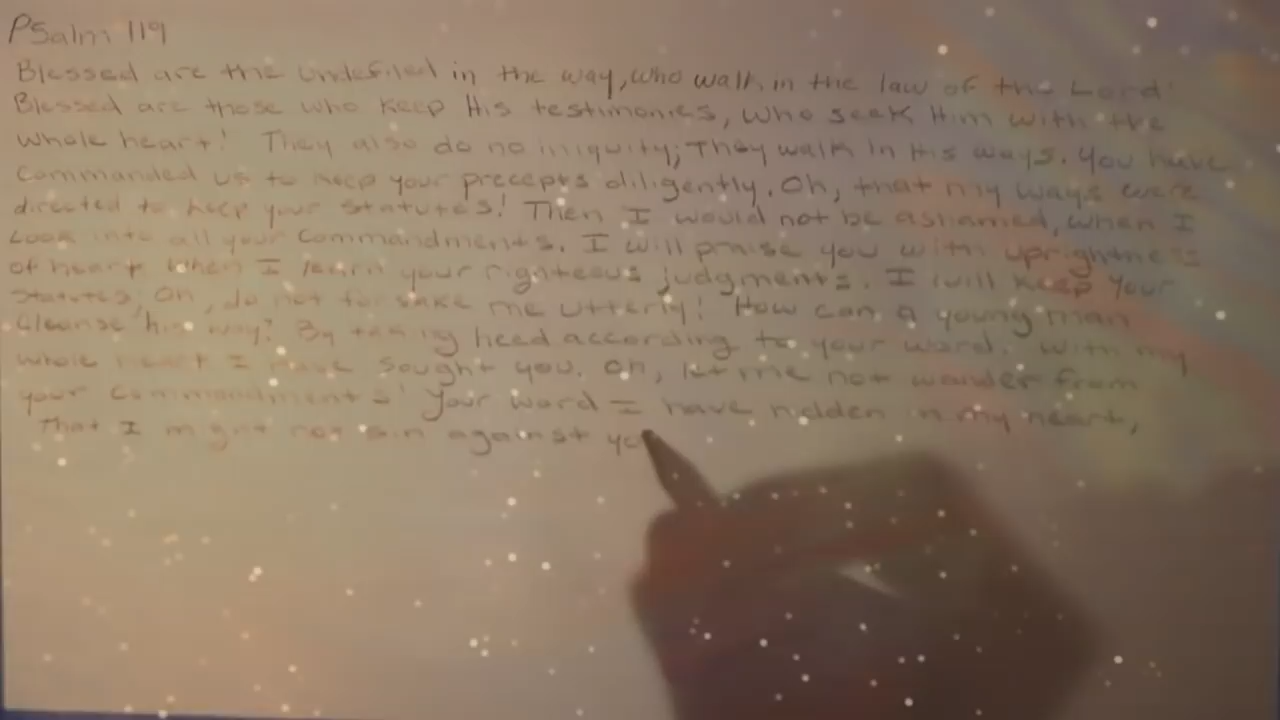 Psalm 119
Blessed are the undefiled in the way, who walk in the law of the Lord!
Blessed are those who keep His testimonies, who seek Him with the
whole heart! They also do no iniquity; They walk in His ways. You have
Commanded us to keep your precepts diligently. Oh, that my ways were
directed to keep your statutes! Then I would not be ashamed, when I
Look into all your Commandments. I will praise you with uprightness
of heart when I learn your righteous judgments. I will keep your
Statutes; Oh, do not forsake me utterly! How can a young man
Cleanse his way? By taking heed according to your word. With my
whole heart I have sought you. Oh, let me not wander from
your Commandments! Your word I have hidden in my heart,
That I might not sin against yo